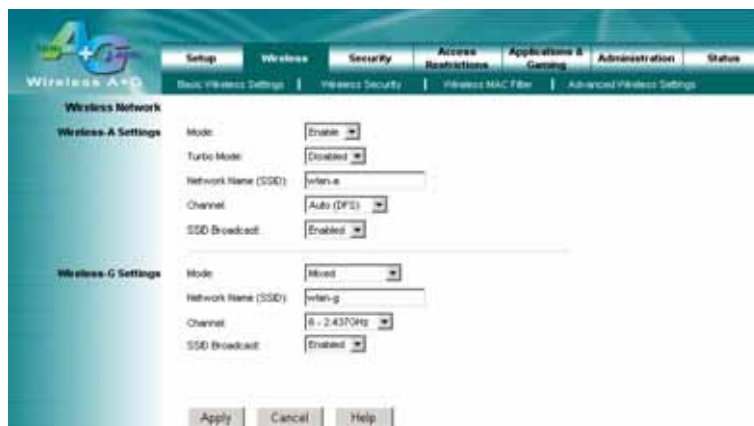 A+G
Wireless A+G
Setup
Wireless
Security
Access Restrictions
Applications & Gaming
Administration
Status
Basic Wireless Settings
Wireless Security
Wireless MAC Filter
Advanced Wireless Settings
Wireless Network
Wireless-A Settings
Mode: Enable
Turbo Mode: Disabled
Network Name (SSID): wlan-a
Channel: Auto (DFS)
SSID Broadcast: Enabled
Wireless-G Settings
Mode: Mixed
Network Name (SSID): wlan-g
Channel: 6 - 2.437GHz
SSID Broadcast: Enabled
Apply
Cancel
Help